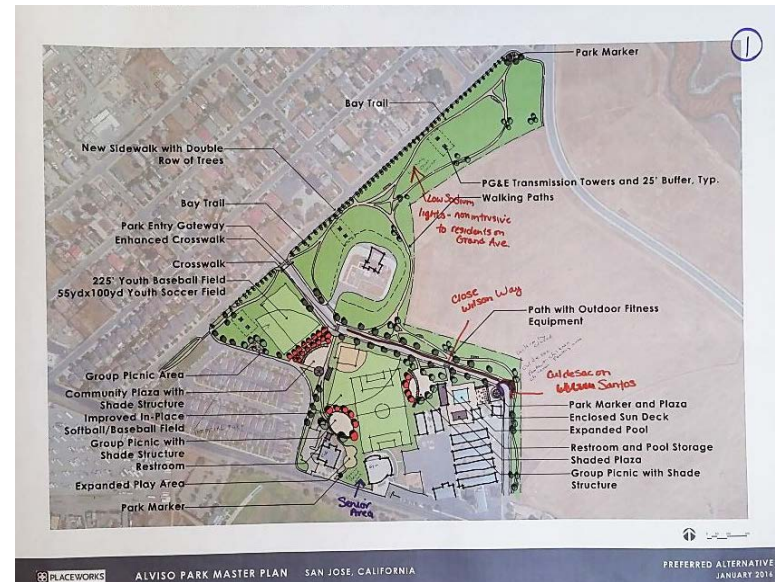 1
Park Marker
Bay Trail
New Sidewalk with Double
Row of Trees
PG&E Transmission Towers and 25' Buffer, Typ.
Walking Paths
Low Sodium
lights - non intrusive
to residents on
Grand Ave.
Bay Trail
Park Entry Gateway
Enhanced Crosswalk
Crosswalk
225' Youth Baseball Field
55ydx100yd Youth Soccer Field
Close
Wilson Way
Path with Outdoor Fitness
Equipment
Culdesac on
Santos
Group Picnic Area
Community Plaza with
Shade Structure
Improved In-Place
Softball/Baseball Field
Group Picnic with
Shade Structure
Restroom
Expanded Play Area
Park Marker
Senior
Area
Park Marker and Plaza
Enclosed Sun Deck
Expanded Pool
Restroom and Pool Storage
Shaded Plaza
Group Picnic with Shade
Structure
PLACEWORKS
ALVISO PARK MASTER PLAN SAN JOSE, CALIFORNIA
PREFERRED ALTERNATIVE
JANUARY 2016